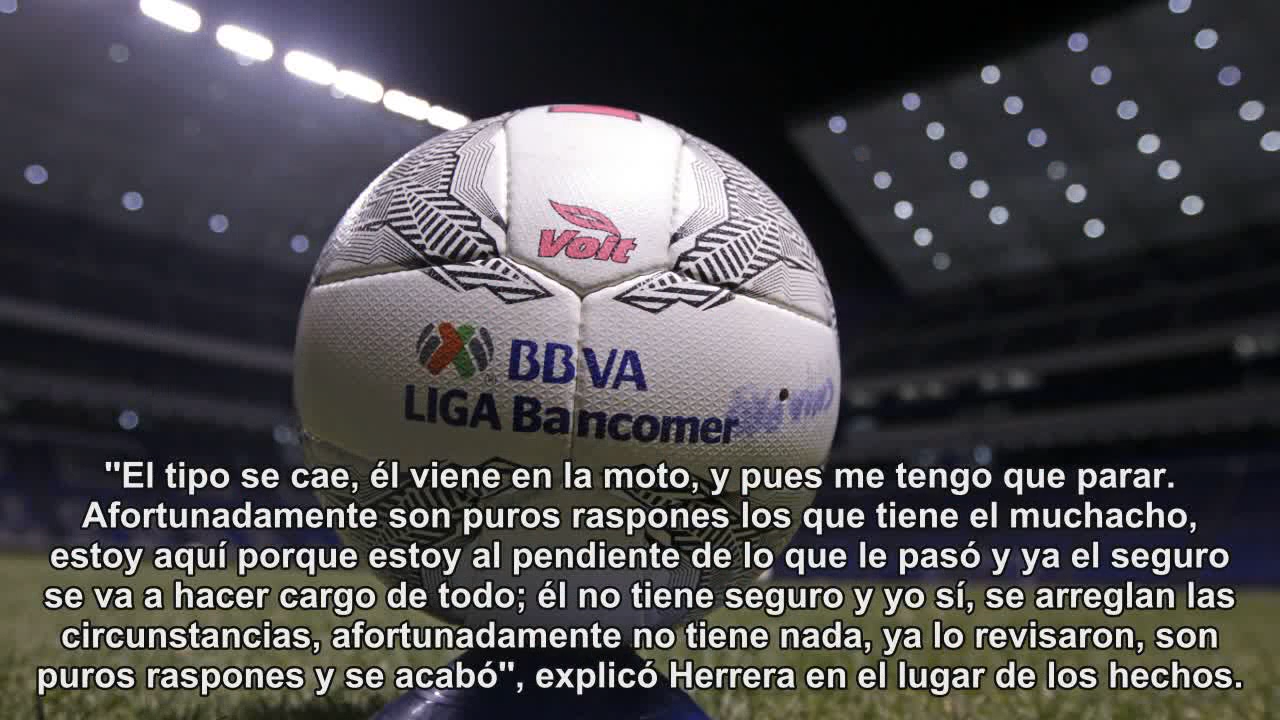 Voit
BBVA
LIGA Bancomer
"El tipo se cae, él viene en la moto, y pues me tengo que parar.
Afortunadamente son puros raspones los que tiene el muchacho,
estoy aquí porque estoy al pendiente de lo que le pasó y ya el seguro
se va a hacer cargo de todo; él no tiene seguro y yo sí, se arreglan las
circunstancias, afortunadamente no tiene nada, ya lo revisaron, son
puros raspones y se acabó", explicó Herrera en el lugar de los hechos.